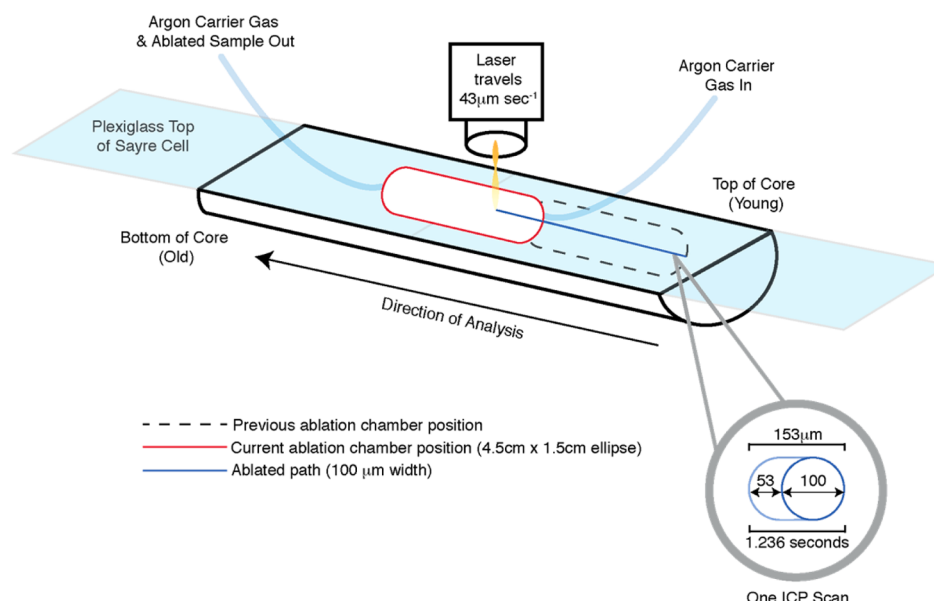 Argon Carrier Gas
& Ablated Sample Out
Laser
travels
43µm sec⁻¹
Argon Carrier
Gas In
Plexiglass Top
of Sayre Cell
Top of Core
(Young)
Bottom of Core
(Old)
Direction of Analysis
Previous ablation chamber position
Current ablation chamber position (4.5cm x 1.5cm ellipse)
Ablated path (100 µm width)
153µm
53
100
1.236 seconds
One ICP Scan